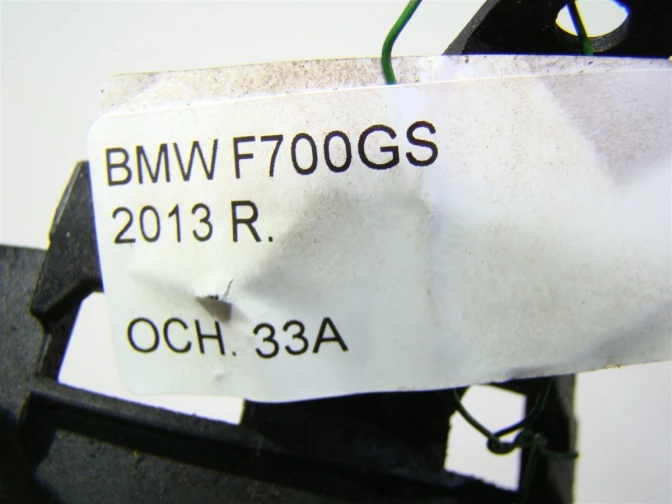 BMW F700GS
2013 R.
OCH. 33A